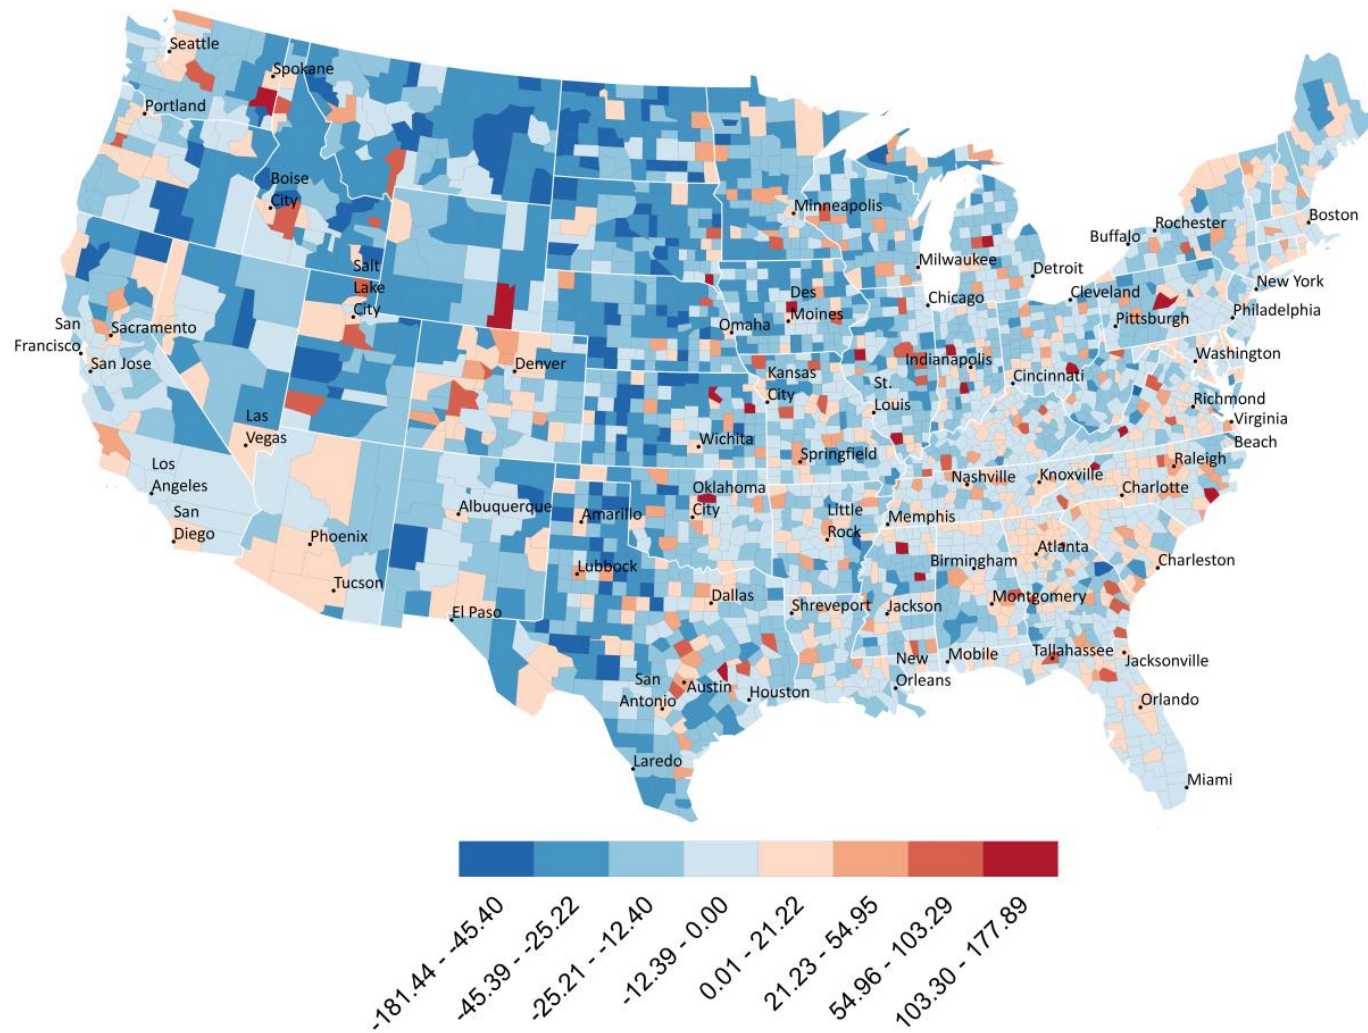 Seattle
Spokane
Portland
Boise
City
Minneapolis
Boston
Rochester
Buffalo
Milwaukee
Detroit
Salt
Lake
City
Des
Moines
Chicago
Cleveland
New York
Pittsburgh
Philadelphia
San
Francisco
Sacramento
San Jose
Omaha
Denver
Indianapolis
Washington
Kansas
City
St.
Louis
Cincinnati
Richmond
Virginia
Beach
Las
Vegas
Wichita
Springfield
Raleigh
Los
Angeles
Nashville
Knoxville
Charlotte
Oklahoma
City
Albuquerque
Amarillo
Little
Rock
Memphis
San
Diego
Phoenix
Birmingham
Atlanta
Charleston
Tucson
Lubbock
Dallas
Shreveport
Jackson
Montgomery
El Paso
New
Orleans
Mobile
Tallahassee
Jacksonville
San
Antonio
Austin
Houston
Orlando
Laredo
Miami
-181.44 - -45.40
-45.39 - -25.22
-25.21 - -12.40
-12.39 - 0.00
0.01 - 21.22
21.23 - 54.95
54.96 - 103.29
103.30 - 177.89